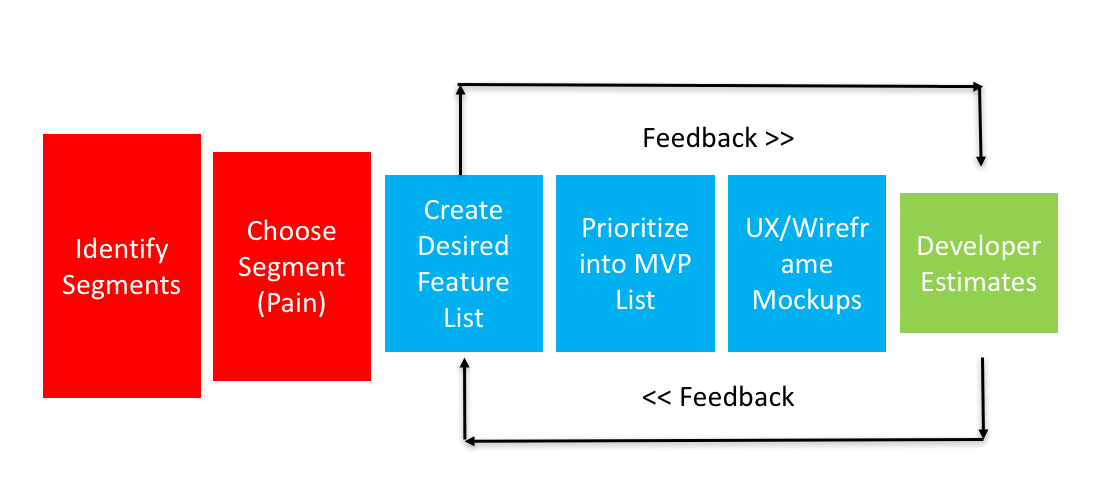 Feedback >>
Identify
Segments
Choose
Segment
(Pain)
Create
Desired
Feature
List
Prioritize
into MVP
List
UX/Wirefr
ame
Mockups
Developer
Estimates
<< Feedback